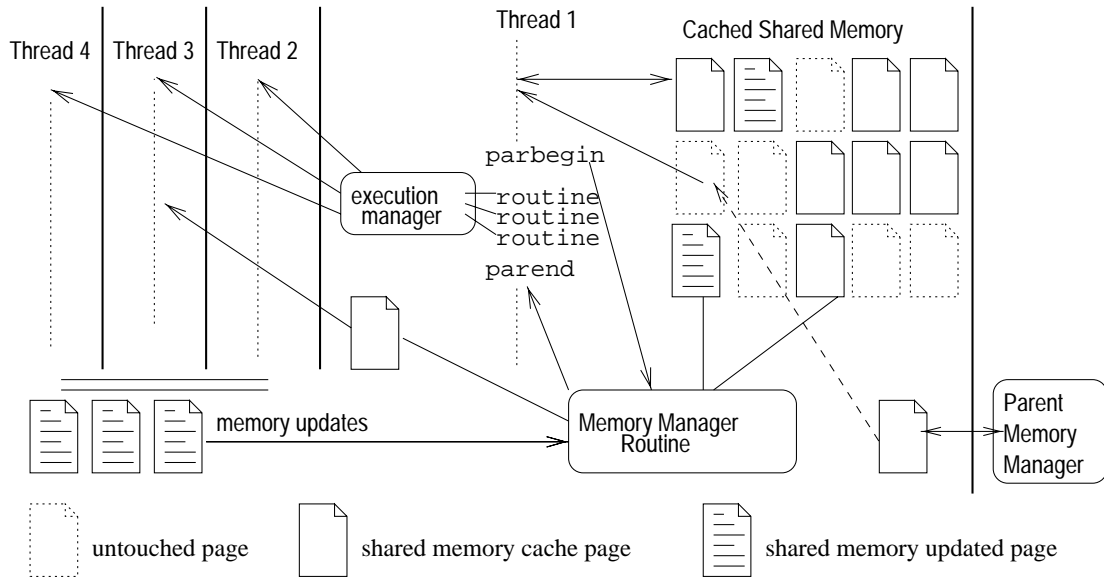 Thread 4
Thread 3
Thread 2
Thread 1
Cached Shared Memory
parbegin
execution
manager
routine
routine
routine
parend
memory updates
Memory Manager
Routine
Parent
Memory
Manager
untouched page
shared memory cache page
shared memory updated page